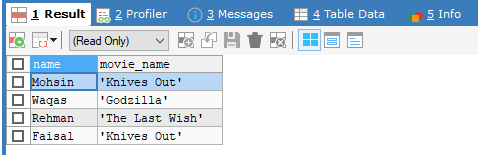 1 Result 2 Profiler 3 Messages 4 Table Data 5 Info
(Read Only)
name movie_name
Mohsin 'Knives Out'
Waqas 'Godzilla'
Rehman 'The Last Wish'
Faisal 'Knives Out'